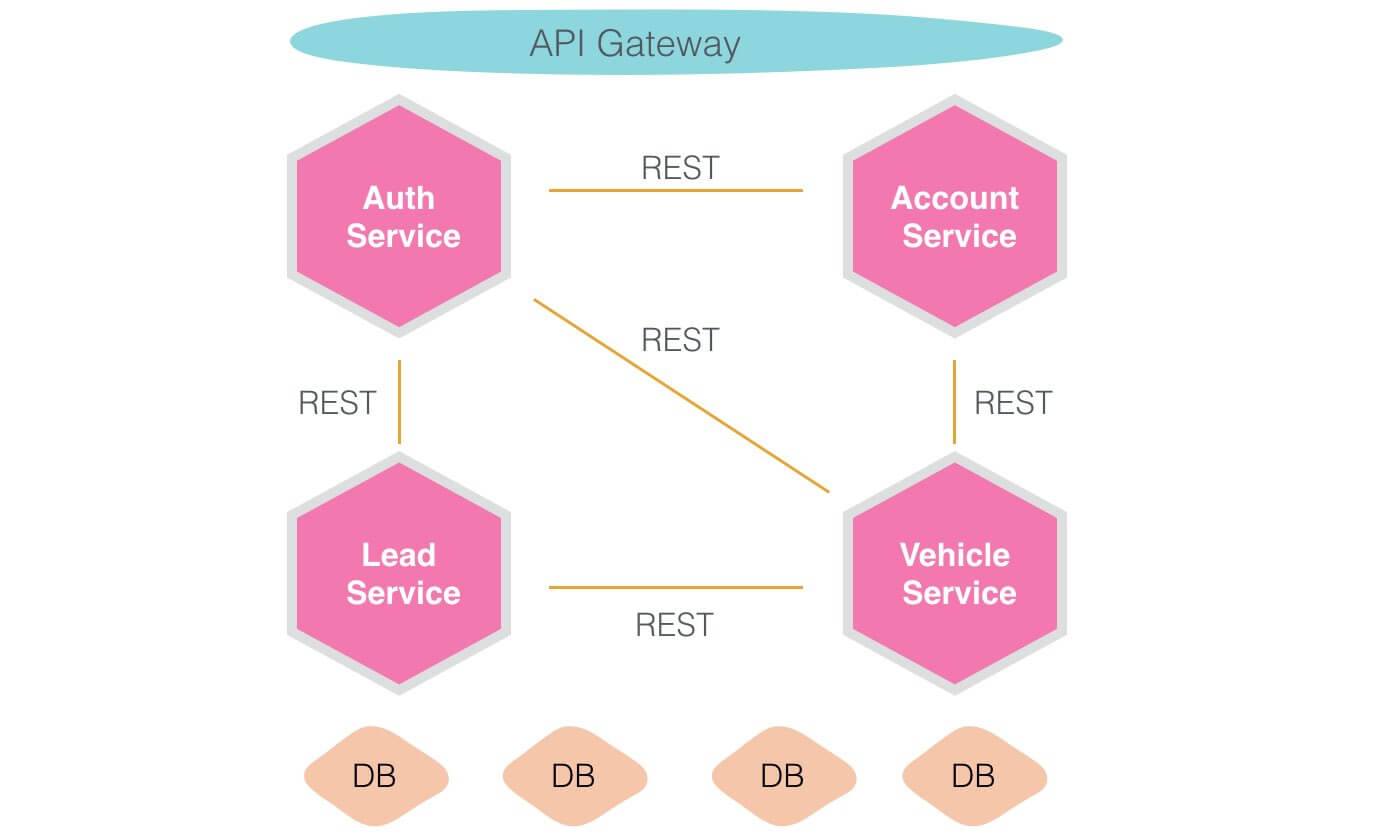 API Gateway
Auth
Service
REST
Account
Service
REST
REST
REST
Lead
Service
REST
Vehicle
Service
DB
DB
DB
DB